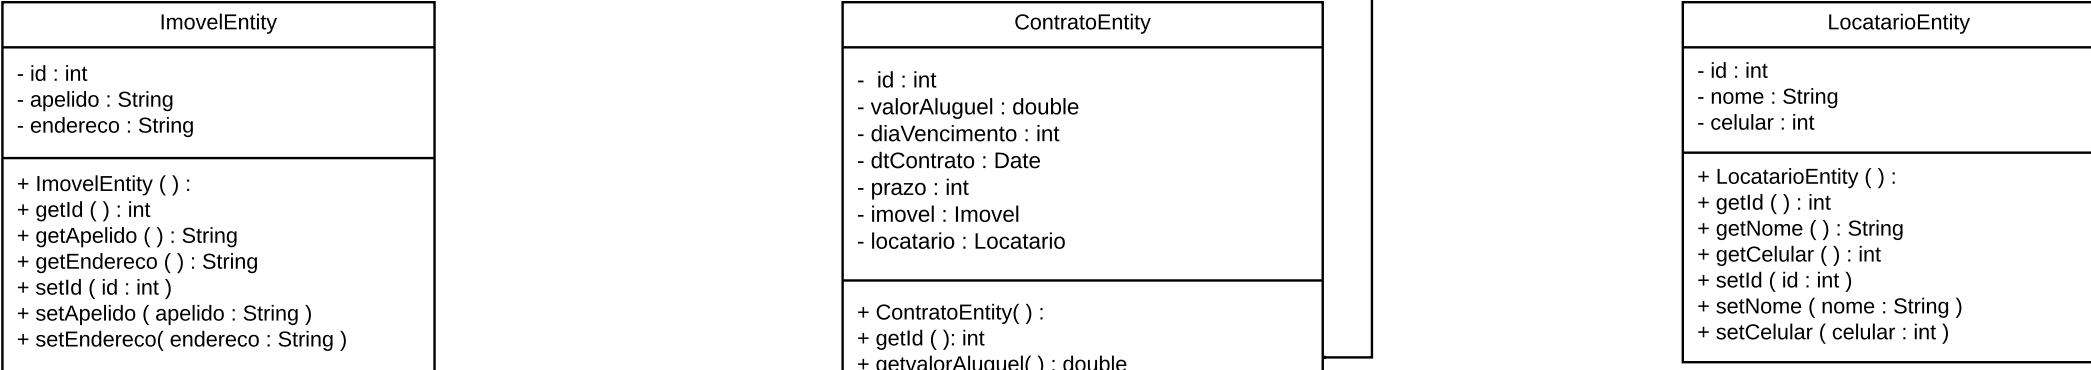 ImovelEntity
- id : int
- apelido : String
- endereco : String
+ ImovelEntity ( ) :
+ getId ( ) : int
+ getApelido ( ) : String
+ getEndereco ( ) : String
+ setId ( id : int )
+ setApelido ( apelido : String )
+ setEndereco( endereco : String )
ContratoEntity
-  id : int
- valorAluguel : double
- diaVencimento : int
- dtContrato : Date
- prazo : int
- imovel : Imovel
- locatario : Locatario
+ ContratoEntity( ) :
+ getId ( ): int
+ getvalorAluguel( ) : double
LocatarioEntity
- id : int
- nome : String
- celular : int
+ LocatarioEntity ( ) :
+ getId ( ) : int
+ getNome ( ) : String
+ getCelular ( ) : int
+ setId ( id : int )
+ setNome ( nome : String )
+ setCelular ( celular : int )